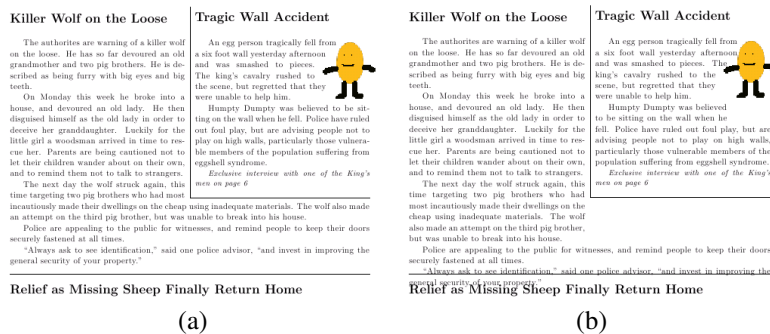 Killer Wolf on the Loose
The authorites are warning of a killer wolf
on the loose. He has so far devoured an old
grandmother and two pig brothers. He is de-
scribed as being furry with big eyes and big
teeth.
On Monday this week he broke into a
house, and devoured an old lady. He then
disguised himself as the old lady in order to
deceive her granddaughter. Luckily for the
little girl a woodsman arrived in time to res-
cue her. Parents are being cautioned not to
let their children wander about on their own,
and to remind them not to talk to strangers.
The next day the wolf struck again, this
time targeting two pig brothers who had most
incautiously made their dwellings on the cheap using inadequate materials. The wolf also made
an attempt on the third pig brother, but was unable to break into his house.
Police are appealing to the public for witnesses, and remind people to keep their doors
securely fastened at all times.
"Always ask to see identification," said one police advisor, "and invest in improving the
general security of your property."
Tragic Wall Accident
An egg person tragically fell from
a six foot wall yesterday afternoon
and was smashed to pieces.
The king's cavalry rushed to
the scene, but regretted that they
were unable to help him.
Humpty Dumpty was believed to be sit-
ting on the wall when he fell. Police have ruled
out foul play, but are advising people not to
play on high walls, particularly those vulnera-
ble members of the population suffering from
eggshell syndrome.
Exclusive interview with one of the King's
men on page 6
Relief as Missing Sheep Finally Return Home
(a)
Killer Wolf on the Loose
The authorites are warning of a killer wolf
on the loose. He has so far devoured an old
grandmother and two pig brothers. He is de-
scribed as being furry with big eyes and big
teeth.
On Monday this week he broke into a
house, and devoured an old lady. He then
disguised himself as the old lady in order to
deceive her granddaughter. Luckily for the
little girl a woodsman arrived in time to res-
cue her. Parents are being cautioned not to
let their children wander about on their own,
and to remind them not to talk to strangers.
The next day the wolf struck again, this
time targeting two pig brothers who had
most incautiously made their dwellings on the
cheap using inadequate materials. The wolf
also made an attempt on the third pig brother,
but was unable to break into his house.
Police are appealing to the public for witnesses, and remind people to keep their doors
securely fastened at all times.
"Always ask to see identification," said one police advisor, "and invest in improving the
general security of your property."
Tragic Wall Accident
An egg person tragically fell from
a six foot wall yesterday afternoon
and was smashed to pieces. The
king's cavalry rushed to the
scene, but regretted that they
were unable to help him.
Humpty Dumpty was believed
to be sitting on the wall when he
fell. Police have ruled out foul play, but are
advising people not to play on high walls,
particularly those vulnerable members of the
population suffering from eggshell syndrome.
Exclusive interview with one of the King's
men on page 6
Relief as Missing Sheep Finally Return Home
(b)